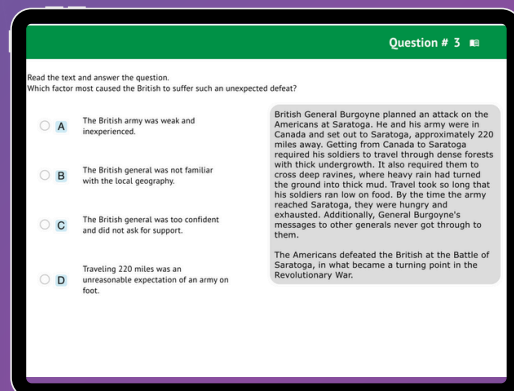 Question # 3
Read the text and answer the question.
Which factor most caused the British to suffer such an unexpected defeat?
A
The British army was weak and
inexperienced.
B
The British general was not familiar
with the local geography.
C
The British general was too confident
and did not ask for support.
D
Traveling 220 miles was an
unreasonable expectation of an army on
foot.
British General Burgoyne planned an attack on the
Americans at Saratoga. He and his army were in
Canada and set out to Saratoga, approximately 220
miles away. Getting from Canada to Saratoga
required his soldiers to travel through dense forests
with thick undergrowth. It also required them to
cross deep ravines, where heavy rain had turned
the ground into thick mud. Travel took so long that
his soldiers ran low on food. By the time the army
reached Saratoga, they were hungry and
exhausted. Additionally, General Burgoyne's
messages to other generals never got through to
them.
The Americans defeated the British at the Battle of
Saratoga, in what became a turning point in the
Revolutionary War.